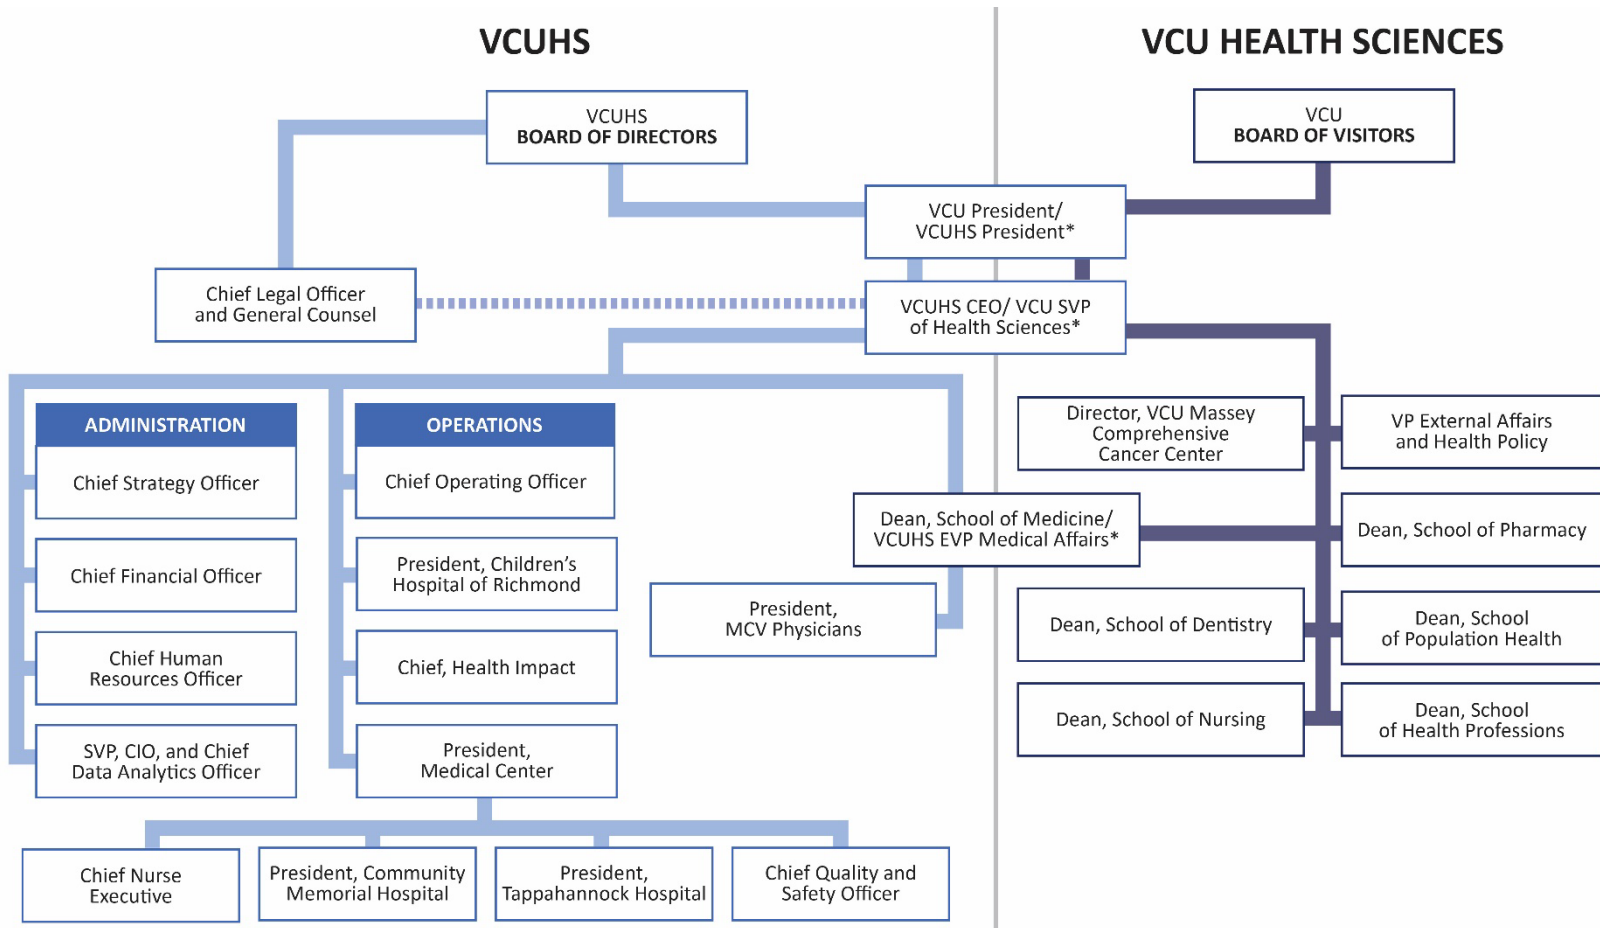 VCUHS
VCU HEALTH SCIENCES
VCUHS
BOARD OF DIRECTORS
VCU
BOARD OF VISITORS
VCU President/
VCUHS President*
Chief Legal Officer
and General Counsel
VCUHS CEO/ VCU SVP
of Health Sciences*
ADMINISTRATION
Chief Strategy Officer
Chief Financial Officer
Chief Human
Resources Officer
SVP, CIO, and Chief
Data Analytics Officer
OPERATIONS
Chief Operating Officer
President, Children’s
Hospital of Richmond
Chief, Health Impact
President,
Medical Center
Chief Nurse
Executive
President, Community
Memorial Hospital
President,
Tappahannock Hospital
Chief Quality and
Safety Officer
Dean, School of Medicine/
VCUHS EVP Medical Affairs*
President,
MCV Physicians
Director, VCU Massey
Comprehensive
Cancer Center
VP External Affairs
and Health Policy
Dean, School of Pharmacy
Dean, School of Dentistry
Dean, School
of Population Health
Dean, School of Nursing
Dean, School
of Health Professions